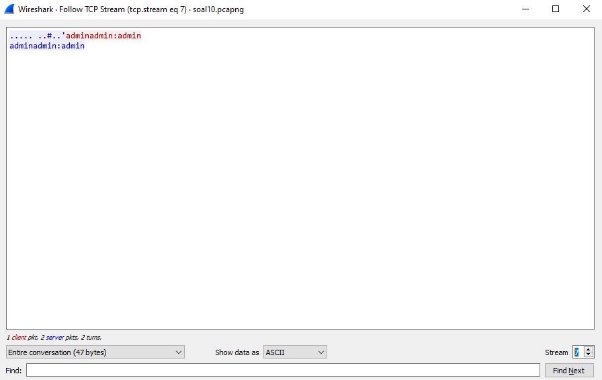 Wireshark · Follow TCP Stream (tcp.stream eq 7) · soal10.pcapng
..... ..#..'adminadmin:admin
adminadmin:admin
1 client pkt, 2 server pkts, 2 turns.
Entire conversation (47 bytes) Show data as ASCII Stream 7
Find: Find Next